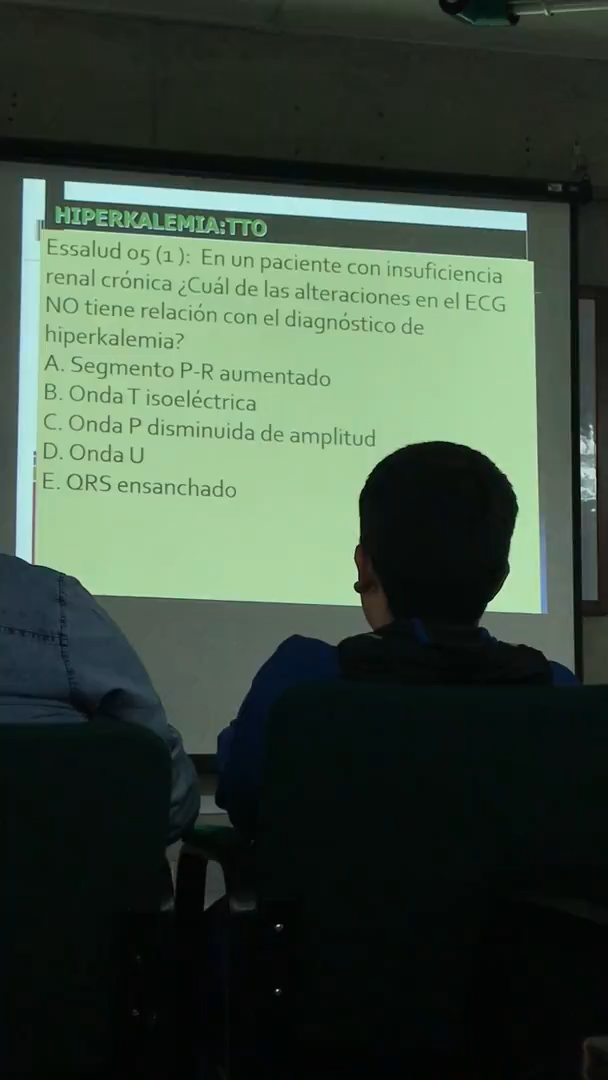 HIPERKALEMIA:TTO
Essalud 05 (1 ): En un paciente con insuficiencia
renal crónica ¿Cuál de las alteraciones en el ECG
NO tiene relación con el diagnóstico de
hiperkalemia?
A. Segmento P-R aumentado
B. Onda T isoeléctrica
C. Onda P disminuida de amplitud
D. Onda U
E. QRS ensanchado